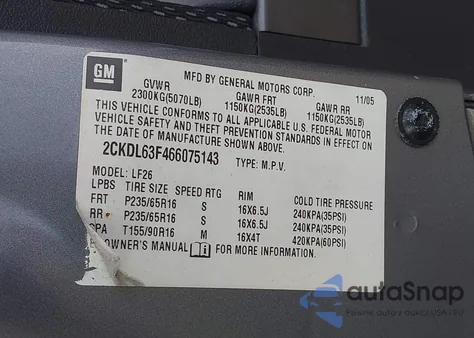 GM
MFD BY GENERAL MOTORS CORP.
GVWR GAWR FRT GAWR RR 11/05
2300KG(5070LB) 1150KG(2535LB) 1150KG(2535LB)
THIS VEHICLE CONFORMS TO ALL APPLICABLE U.S. FEDERAL MOTOR
VEHICLE SAFETY AND THEFT PREVENTION STANDARDS IN EFFECT ON
THE DATE OF MANUFACTURE SHOWN ABOVE.
2CKDL63F466075143 TYPE: M.P.V.
MODEL: LF26
LPBS TIRE SIZE SPEED RTG RIM COLD TIRE PRESSURE
FRT P235/65R16 S 16X6.5J 240KPA(35PSI)
RR P235/65R16 S 16X6.5J 240KPA(35PSI)
SPA T155/90R16 M 16X4T 420KPA(60PSI)
OWNER'S MANUAL FOR MORE INFORMATION
autoSnap